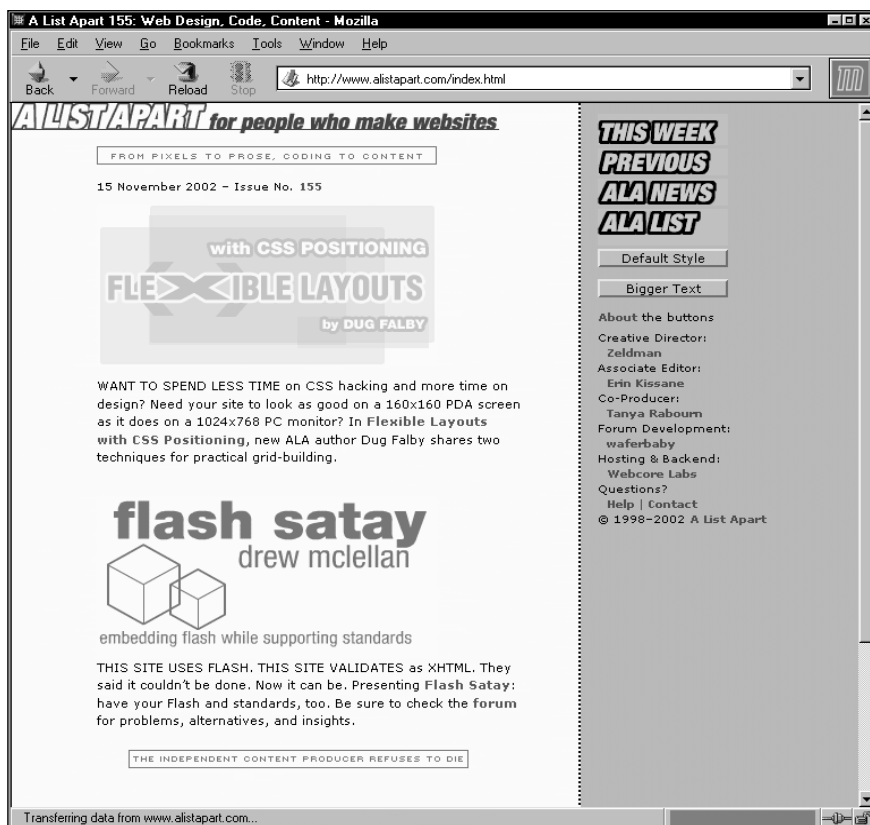 A List Apart 155: Web Design, Code, Content - Mozilla
File Edit View Go Bookmarks Tools Window Help
Back Forward Reload Stop http://www.alistapart.com/index.html
A LIST APART for people who make websites
FROM PIXELS TO PROSE, CODING TO CONTENT
15 November 2002 – Issue No. 155
with CSS POSITIONING
FLEXIBLE LAYOUTS
by DUG FALBY
WANT TO SPEND LESS TIME on CSS hacking and more time on
design? Need your site to look as good on a 160x160 PDA screen
as it does on a 1024x768 PC monitor? In Flexible Layouts
with CSS Positioning, new ALA author Dug Falby shares two
techniques for practical grid-building.
flash satay
drew mclellan
embedding flash while supporting standards
THIS SITE USES FLASH. THIS SITE VALIDATES as XHTML. They
said it couldn't be done. Now it can be. Presenting Flash Satay:
have your Flash and standards, too. Be sure to check the forum
for problems, alternatives, and insights.
THE INDEPENDENT CONTENT PRODUCER REFUSES TO DIE
THIS WEEK
PREVIOUS
ALA NEWS
ALA LIST
Default Style
Bigger Text
About the buttons
Creative Director:
Zeldman
Associate Editor:
Erin Kissane
Co-Producer:
Tanya Rabourn
Forum Development:
waferbaby
Hosting & Backend:
Webcore Labs
Questions?
Help | Contact
© 1998–2002 A List Apart
Transferring data from www.alistapart.com...